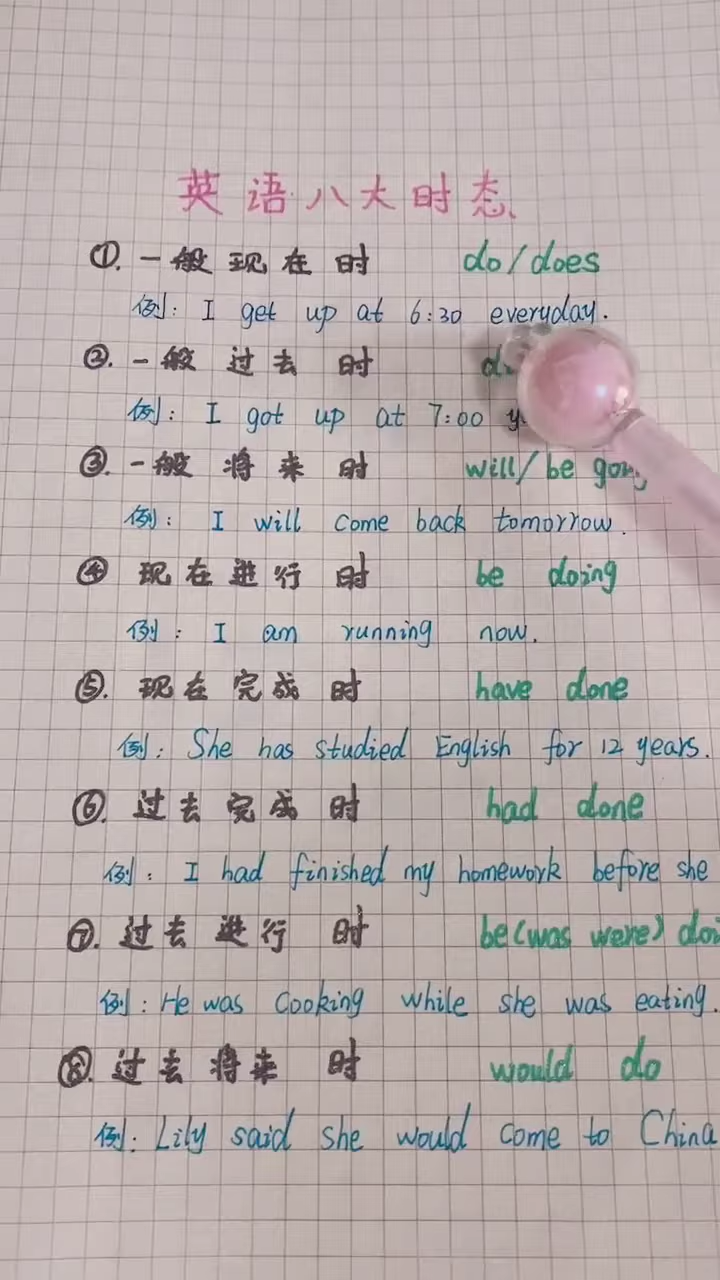 英语八大时态
①. 一般现在时 do/does
例: I get up at 6:30 everyday.
②. 一般过去时
例: I got up at 7:00
③. 一般将来时 will/be gong
例: I will come back tomorrow.
④ 现在进行时 be doing
例: I am running now.
⑤. 现在完成时 have done
例: She has studied English for 12 years.
⑥. 过去完成时 had done
例: I had finished my homework before she
⑦. 过去进行时 be(was were) doi
例: He was cooking while she was eating.
⑧. 过去将来时 would do
例: Lily said she would come to China